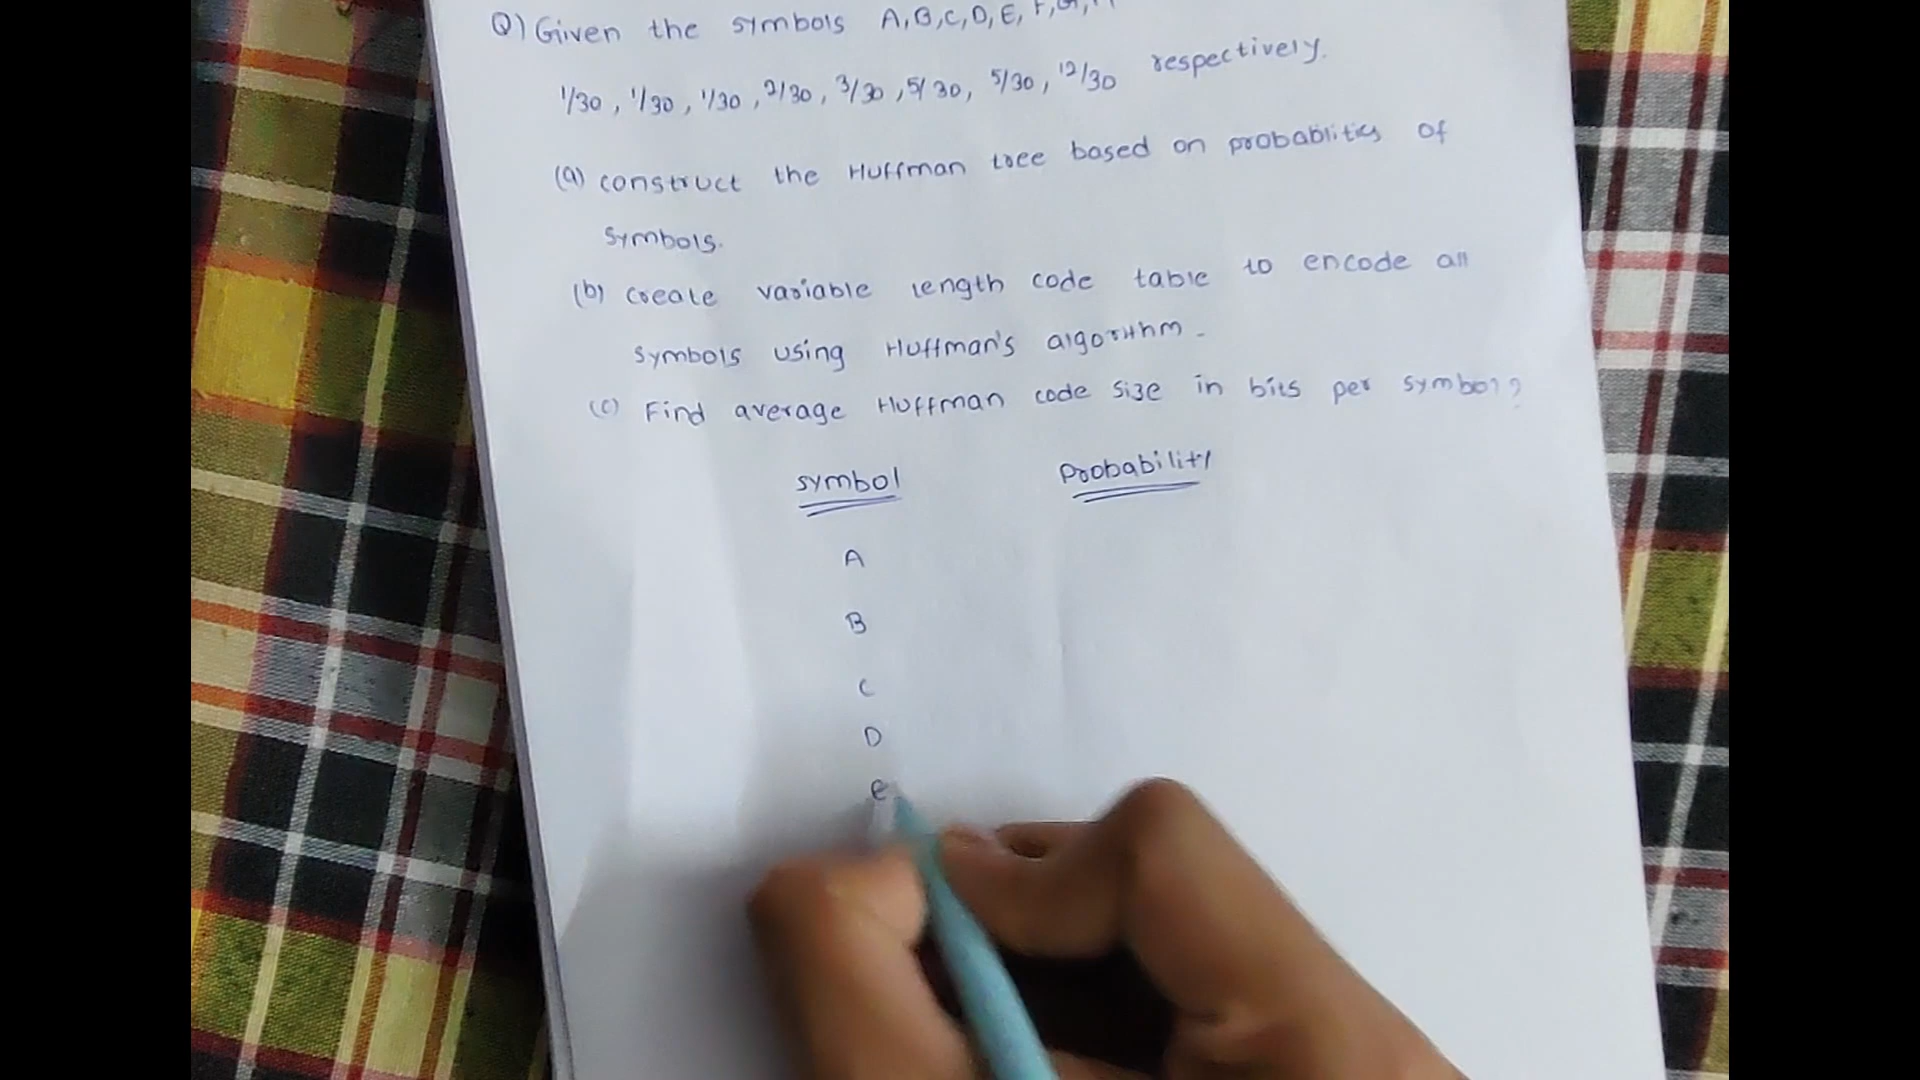 Q) Given the symbols A, B, C, D, E, F, G, H
1/30, 1/30, 1/30, 2/30, 3/30, 5/30, 5/30, 12/30 respectively.
(a) construct the Huffman tree based on probablities of
symbols.
(b) create variable length code table to encode all
symbols using Huffman's algorithm.
(c) Find average Huffman code size in bits per symbol?
symbol Probability
A
B
C
D
e